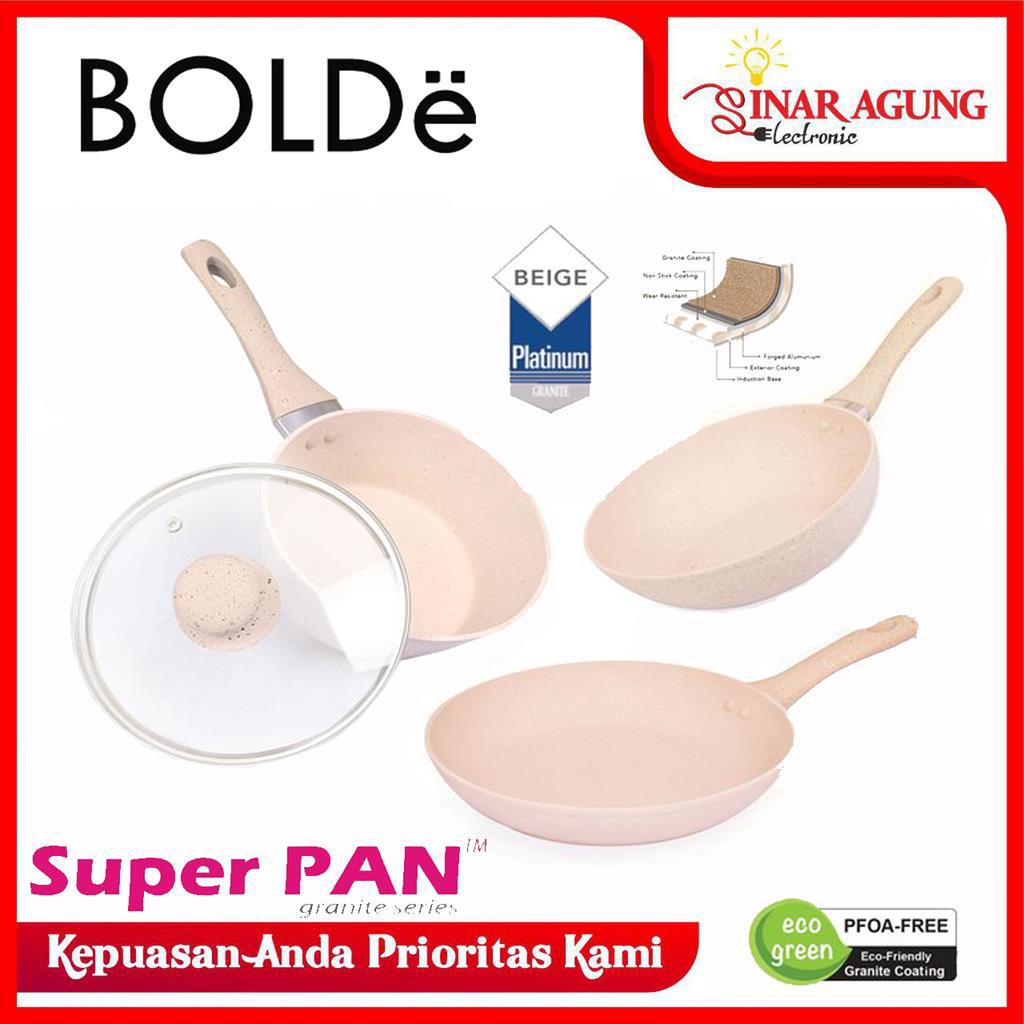 BOLDë
SINAR AGUNG
Electronic
BEIGE
Platinum
GRANITE
Granite Coating
Non Stick Coating
Wear Resistant
Forged Alumunium
Exterior Coating
Induction Base
Super PAN™
granite series
Kepuasan Anda Prioritas Kami
eco
green
PFOA-FREE
Eco-Friendly
Granite Coating